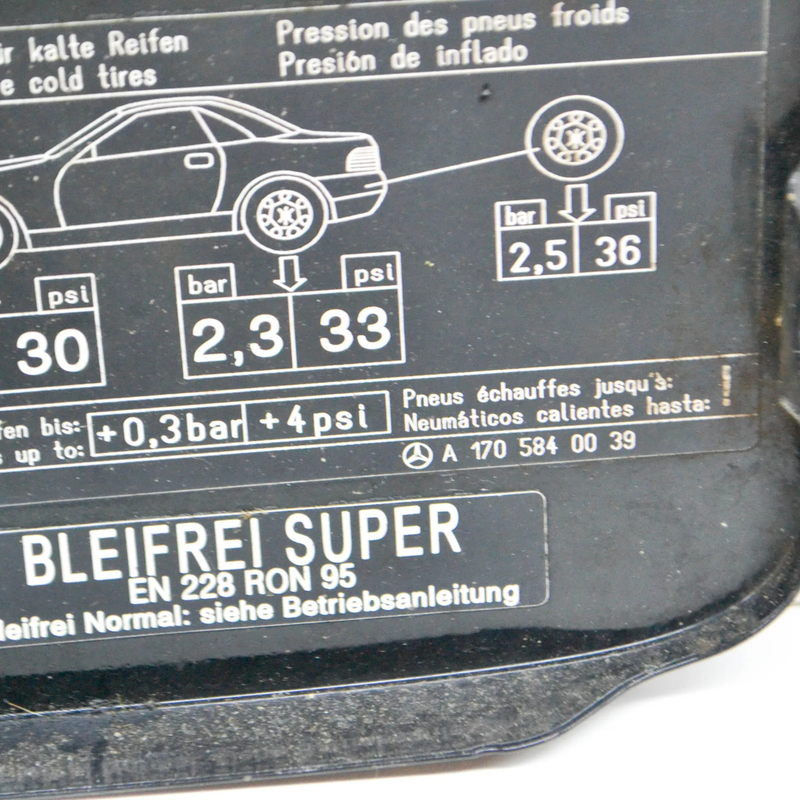 für kalte Reifen
cold tires
Pression des pneus froids
Presión de inflado
psi
30
bar psi
2,3 33
bar psi
2,5 36
bis:
up to:
+0,3bar +4psi
Pneus échauffes jusqu'à:
Neumáticos calientes hasta:
A 170 584 00 39
BLEIFREI SUPER
EN 228 RON 95
leifrei Normal: siehe Betriebsanleitung